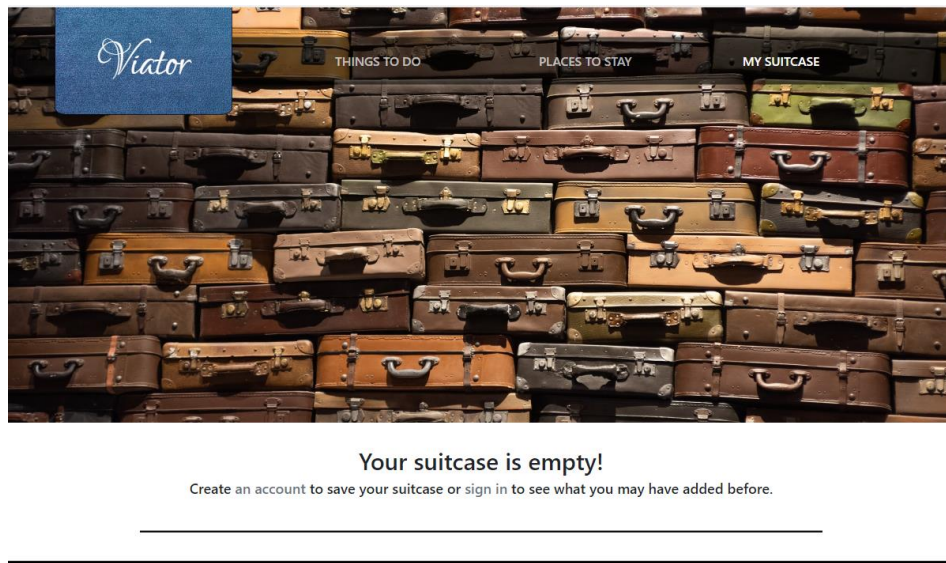 Viator
THINGS TO DO
PLACES TO STAY
MY SUITCASE
Your suitcase is empty!
Create an account to save your suitcase or sign in to see what you may have added before.